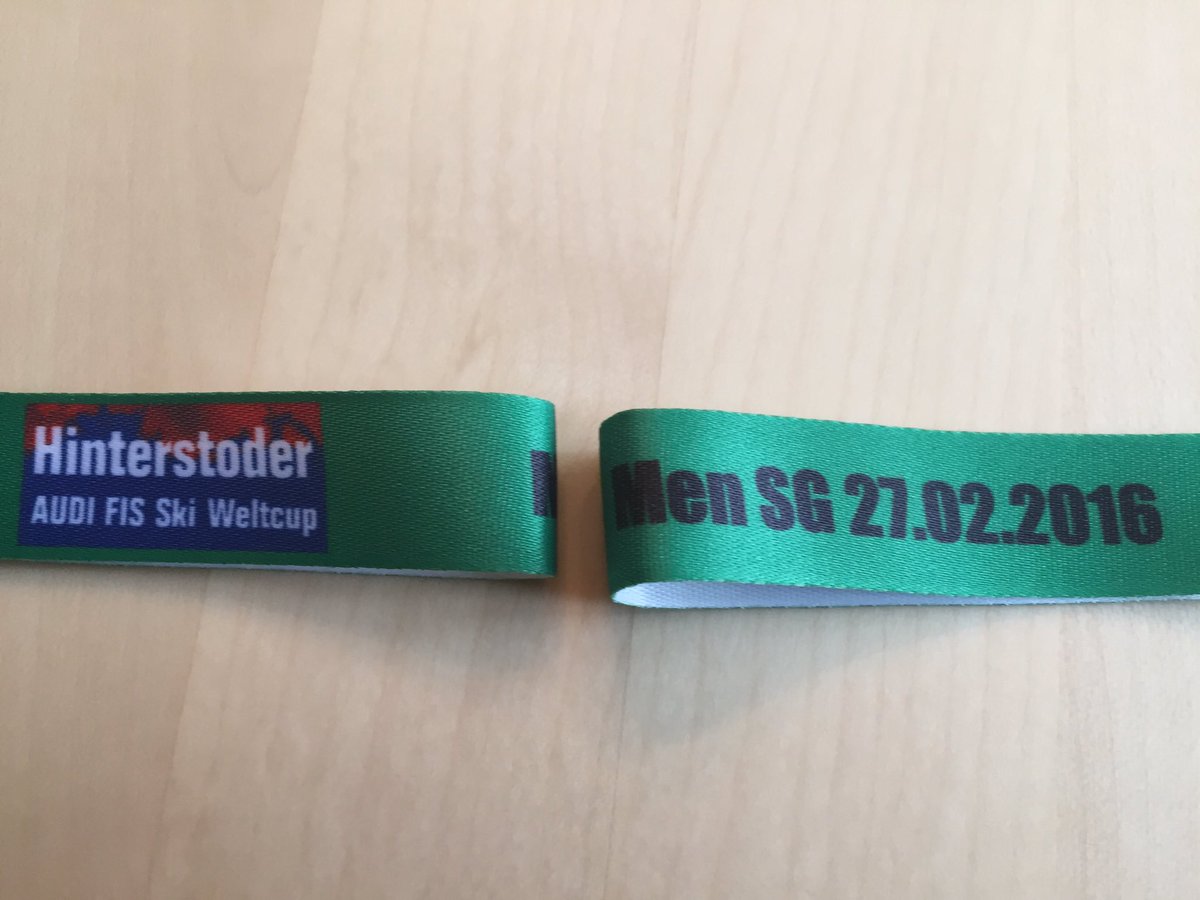 Hinterstoder
AUDI FIS Ski Weltcup
Men SG 27.02.2016